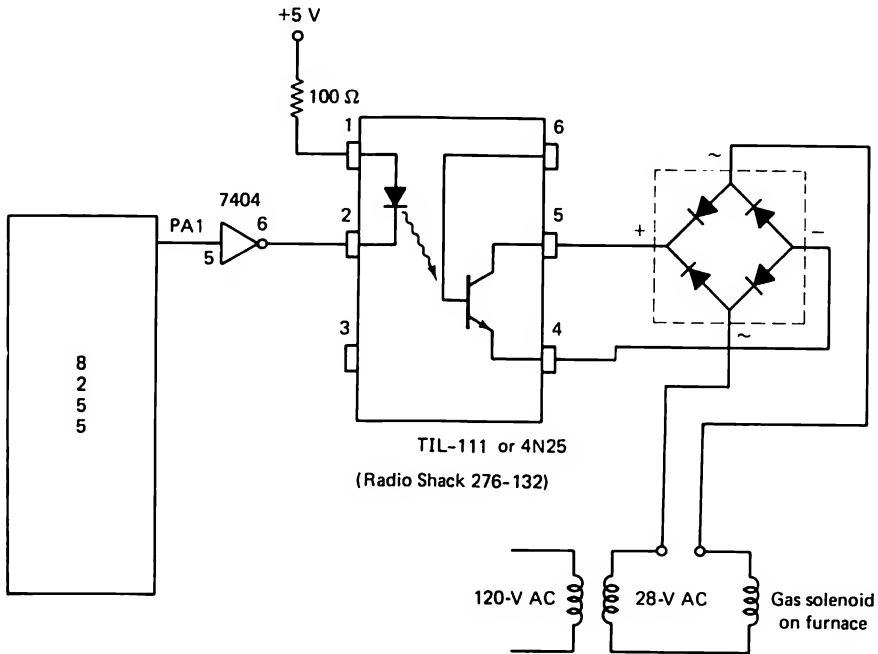 +5 V
100 Ω
1
6
7404
PA1
6
2
5
5
+
−
~
3
4
~
8
2
5
5
TIL-111 or 4N25
(Radio Shack 276-132)
120-V AC
28-V AC
Gas solenoid
on furnace